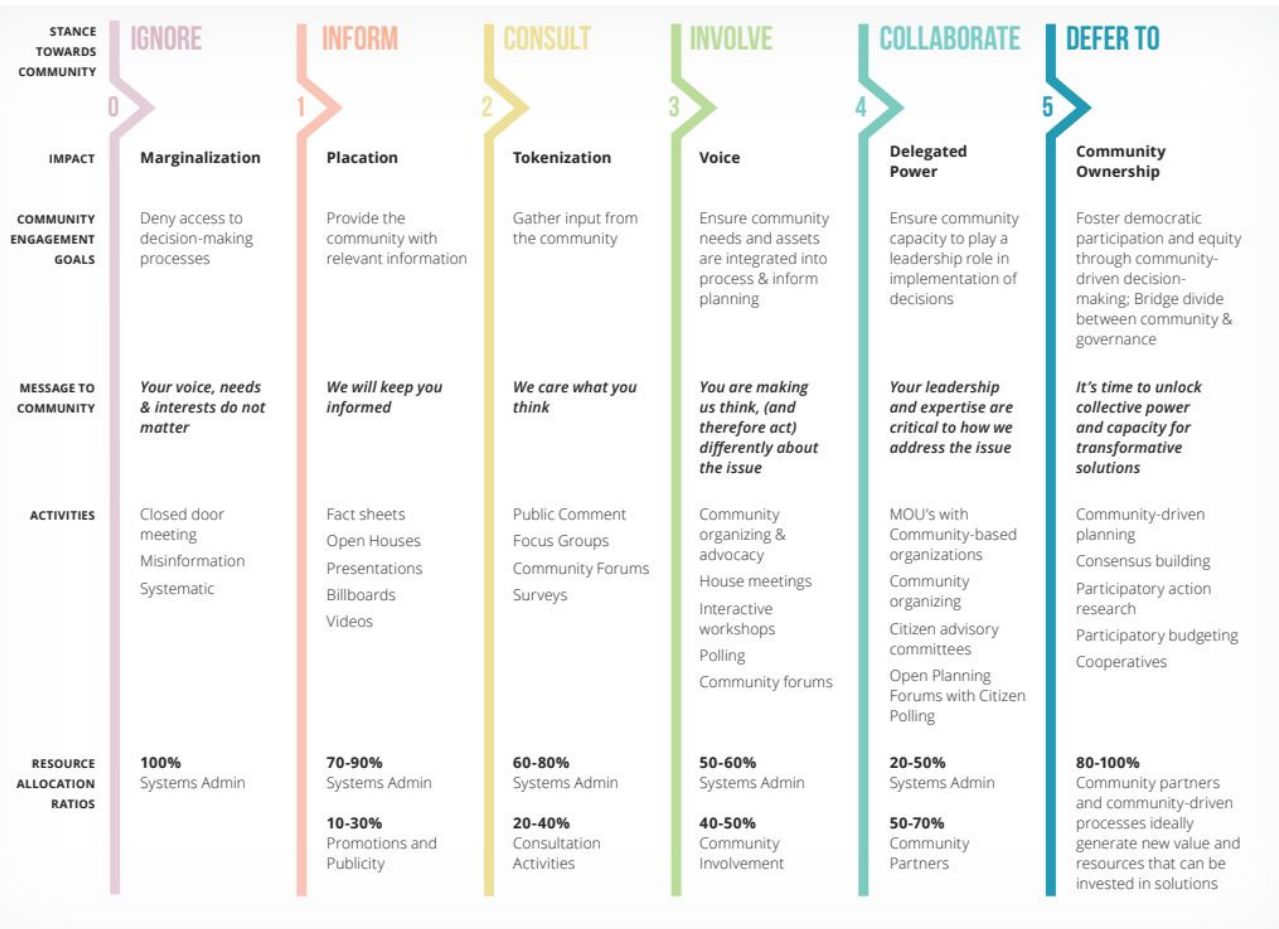 STANCE
TOWARDS
COMMUNITY
IGNORE
INFORM
CONSULT
INVOLVE
COLLABORATE
DEFER TO
0
1
2
3
4
5
IMPACT
Marginalization
Placation
Tokenization
Voice
Delegated
Power
Community
Ownership
COMMUNITY
ENGAGEMENT
GOALS
Deny access to
decision-making
processes
Provide the
community with
relevant information
Gather input from
the community
Ensure community
needs and assets
are integrated into
process & inform
planning
Ensure community
capacity to play a
leadership role in
implementation of
decisions
Foster democratic
participation and equity
through community-
driven decision-
making; Bridge divide
between community &
governance
MESSAGE TO
COMMUNITY
Your voice, needs
& interests do not
matter
We will keep you
informed
We care what you
think
You are making
us think, (and
therefore act)
differently about
the issue
Your leadership
and expertise are
critical to how we
address the issue
It's time to unlock
collective power
and capacity for
transformative
solutions
ACTIVITIES
Closed door
meeting
Misinformation
Systematic
Fact sheets
Open Houses
Presentations
Billboards
Videos
Public Comment
Focus Groups
Community Forums
Surveys
Community
organizing &
advocacy
House meetings
Interactive
workshops
Polling
Community forums
MOU's with
Community-based
organizations
Community
organizing
Citizen advisory
committees
Open Planning
Forums with Citizen
Polling
Community-driven
planning
Consensus building
Participatory action
research
Participatory budgeting
Cooperatives
RESOURCE
ALLOCATION
RATIOS
100%
Systems Admin
70-90%
Systems Admin
10-30%
Promotions and
Publicity
60-80%
Systems Admin
20-40%
Consultation
Activities
50-60%
Systems Admin
40-50%
Community
Involvement
20-50%
Systems Admin
50-70%
Community
Partners
80-100%
Community partners
and community-driven
processes ideally
generate new value and
resources that can be
invested in solutions